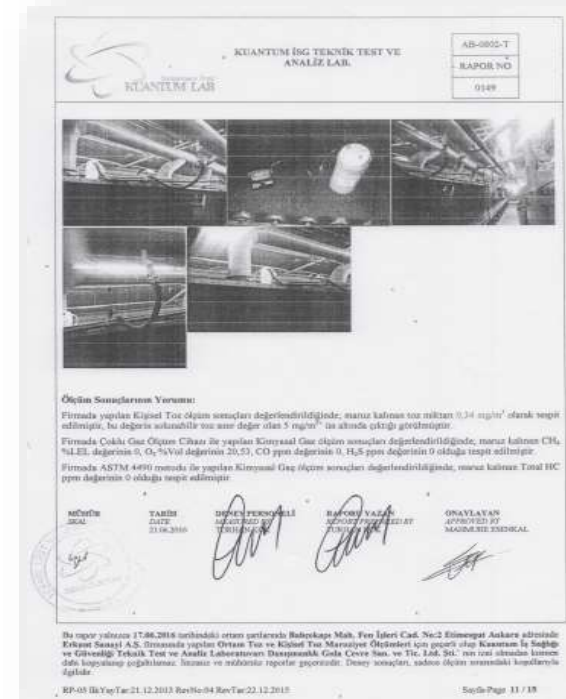 KUANTUM İSG TEKNİK TEST VE
ANALİZ LAB.
AB-0802-T
RAPOR NO
0149
KUANTUM LAB
Ölçüm Sonuçlarının Yorumu:
Firmada yapılan Kişisel Toz ölçüm sonuçları değerlendirildiğinde; maruz kalınan toz miktarı 0,34 mg/m³ olarak tespit
edilmiştir, bu değerin solunabilir toz sınır değer olan 5 mg/m³' ün altında çıktığı görülmüştür.
Firmada Çoklu Gaz Ölçüm Cihazı ile yapılan Kimyasal Gaz ölçüm sonuçları değerlendirildiğinde, maruz kalınan CH₄
%LEL değerinin 0, O₂ %Vol değerinin 20,53, CO ppm değerinin 0, H₂S ppm değerinin 0 olduğu tespit edilmiştir.
Firmada ASTM 4490 metodu ile yapılan Kimyasal Gaz ölçüm sonuçları değerlendirildiğinde, maruz kalınan Total HC
ppm değerinin 0 olduğu tespit edilmiştir.
MÜHÜR TARİH DENEY PERSONELİ RAPORU YAZAN ONAYLAYAN
SEAL DATE MEASURED BY REPORT PREPARED BY APPROVED BY
21.06.2016
Bu rapor yalnızca 17.06.2016 tarihindeki ortam şartlarında Bahçekapı Mah. Fen İşleri Cad. No:2 Etimesgut Ankara adresinde
Erkunt Sanayi A.Ş. firmasında yapılan Ortam Toz ve Kişisel Toz Maruziyet Ölçümleri için geçerli olup Kuantum İş Sağlığı
ve Güvenliği Teknik Test ve Analiz Laboratuvarı Danışmanlık Gıda Çevre San. ve Tic. Ltd. Şti.' nin izni olmadan kısmen
dahi kopyalanıp çoğaltılamaz. İmzasız ve mühürsüz raporlar geçersizdir. Deney sonuçları, sadece ölçüm sırasındaki koşullarıyla
ilgilidir.
RP-05 İlkYayTar:21.12.2013 RevNo:04 RevTar:22.12.2015 Sayfa/Page 11 / 15